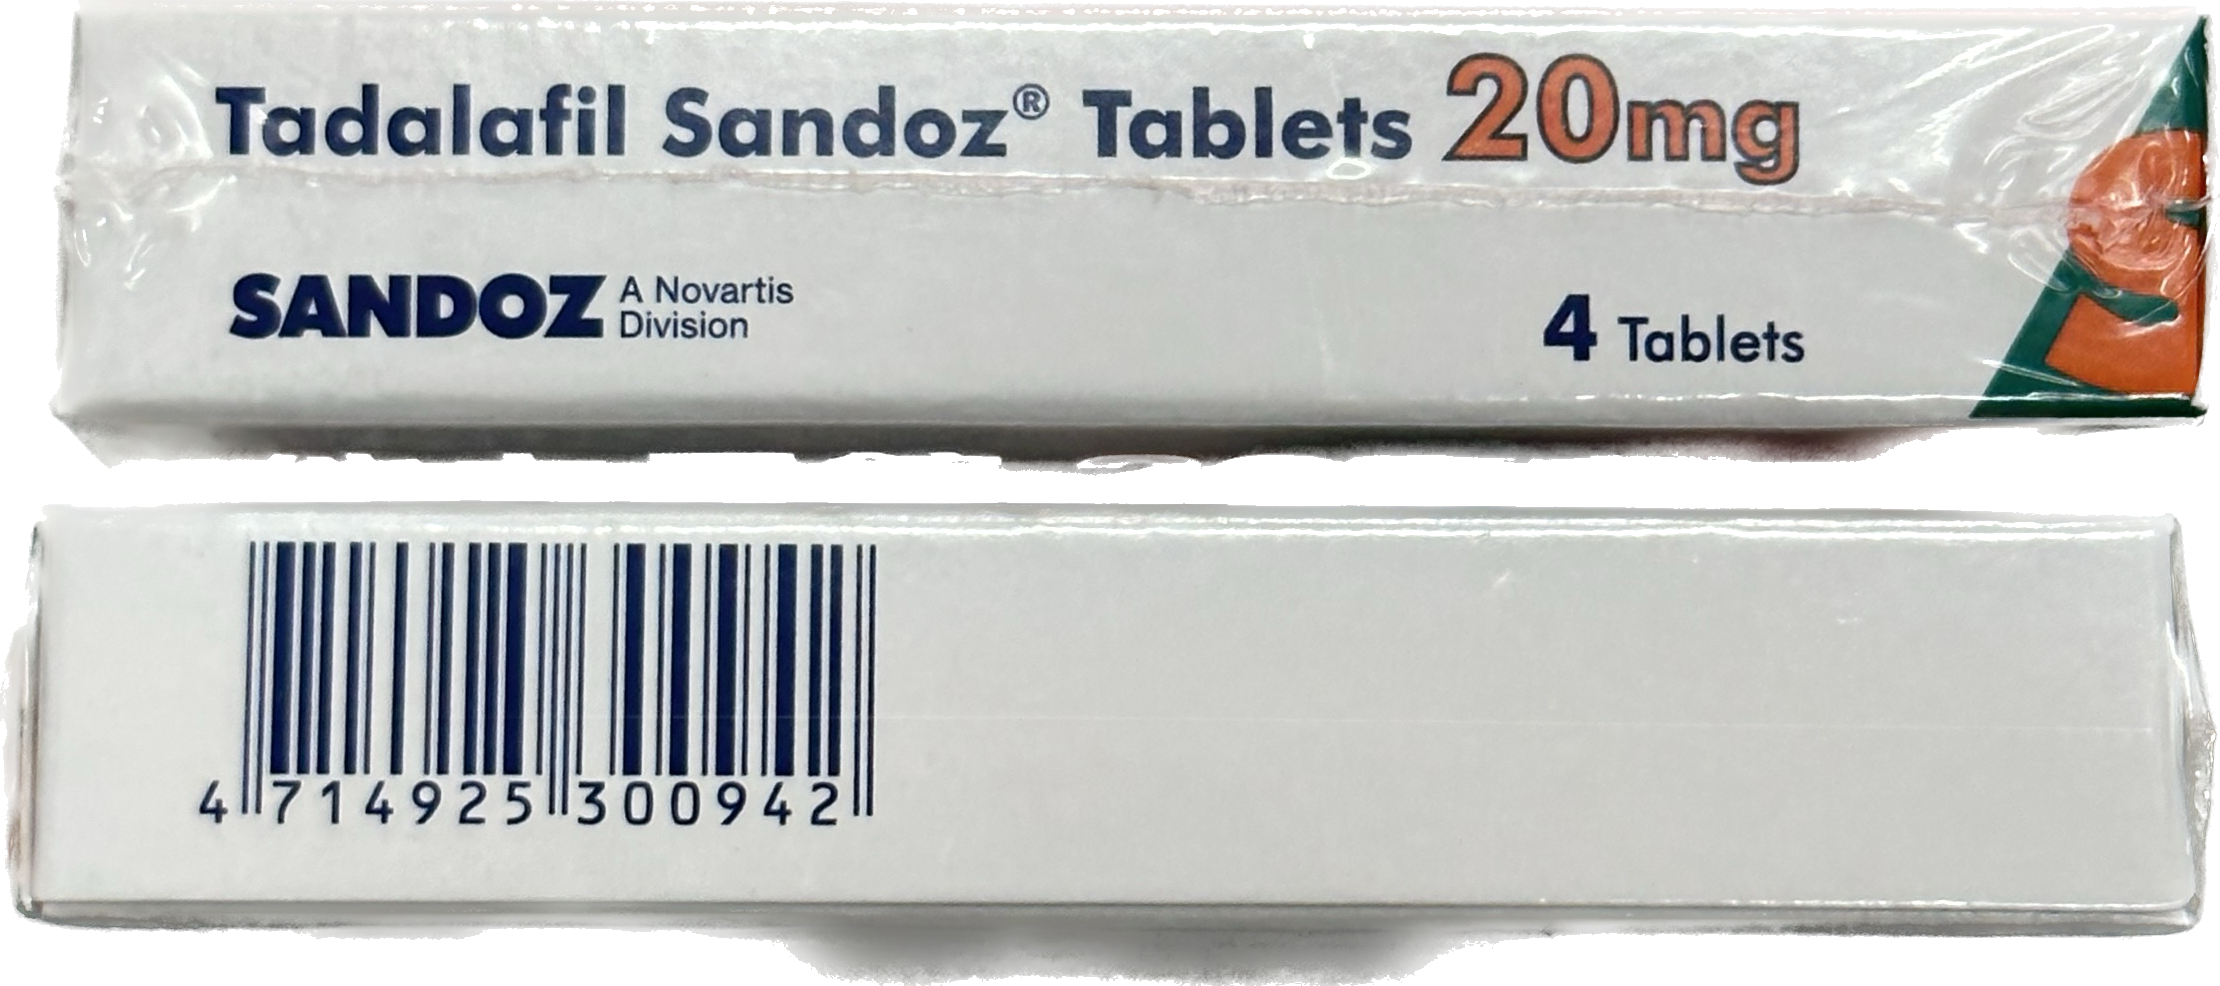 Tadalafil Sandoz® Tablets 20mg
SANDOZ A Novartis
Division
4 Tablets
4 714925 300942